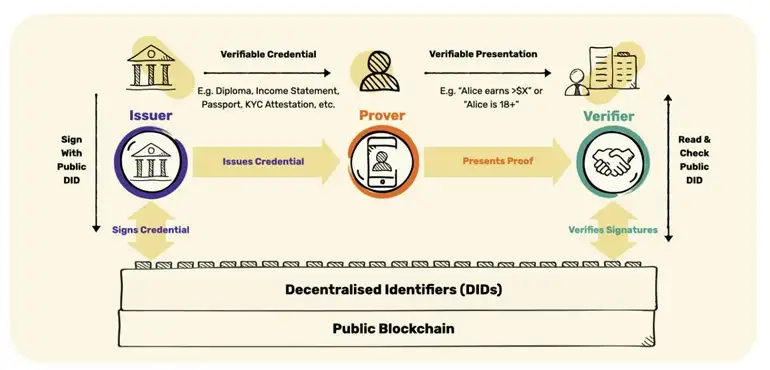 Verifiable Credential
E.g. Diploma, Income Statement,
Passport, KYC Attestation, etc.
Verifiable Presentation
E.g. “Alice earns >$X” or
“Alice is 18+”
Issuer
Prover
Verifier
Sign
With
Public
DID
Issues Credential
Presents Proof
Read &
Check
Public
DID
Signs Credential
Verifies Signatures
Decentralised Identifiers (DIDs)
Public Blockchain